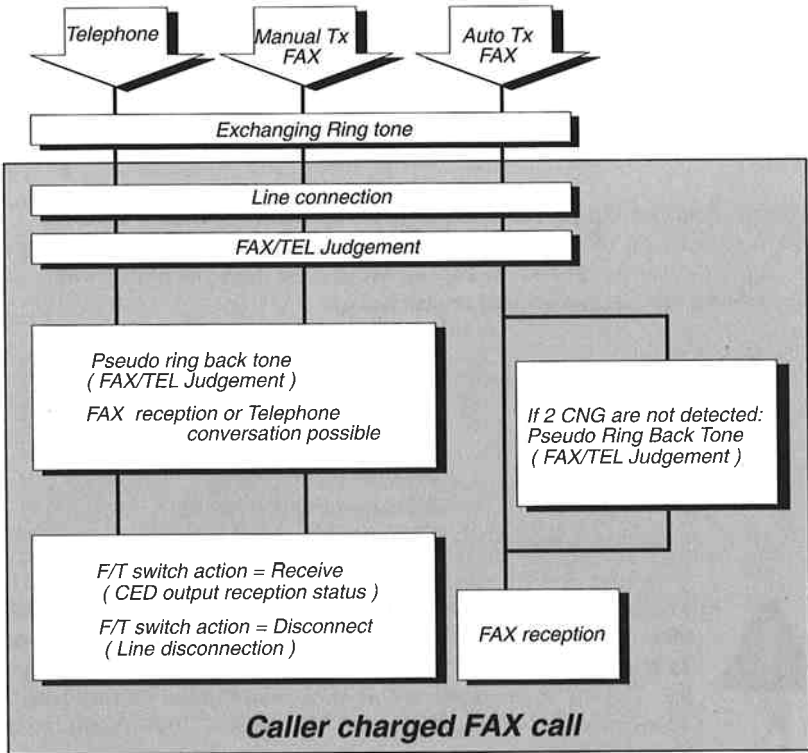 Telephone
Manual Tx
FAX
Auto Tx
FAX
Exchanging Ring tone
Line connection
FAX/TEL Judgement
Pseudo ring back tone
( FAX/TEL Judgement )
FAX reception or Telephone
conversation possible
If 2 CNG are not detected:
Pseudo Ring Back Tone
( FAX/TEL Judgement )
F/T switch action = Receive
( CED output reception status )
F/T switch action = Disconnect
( Line disconnection )
FAX reception
Caller charged FAX call